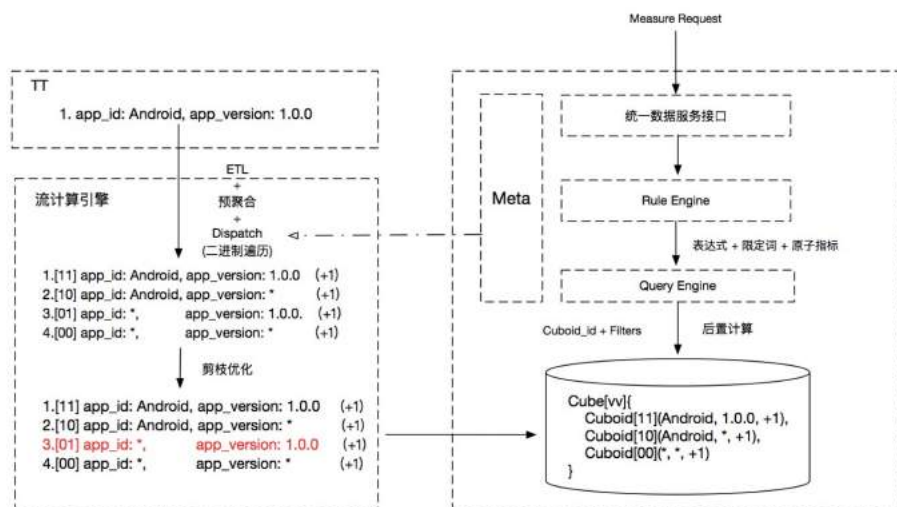 TT
1. app_id: Android, app_version: 1.0.0
流计算引擎
ETL
+
预聚合
+
Dispatch
(二进制遍历)
1.[11] app_id: Android, app_version: 1.0.0 (+1)
2.[10] app_id: Android, app_version: * (+1)
3.[01] app_id: *, app_version: 1.0.0. (+1)
4.[00] app_id: *, app_version: * (+1)
剪枝优化
1.[11] app_id: Android, app_version: 1.0.0 (+1)
2.[10] app_id: Android, app_version: * (+1)
3.[01] app_id: *, app_version: 1.0.0 (+1)
4.[00] app_id: *, app_version: * (+1)
Measure Request
Meta
统一数据服务接口
Rule Engine
表达式 + 限定词 + 原子指标
Query Engine
Cuboid_id + Filters
后置计算
Cube[vv]{
Cuboid[11](Android, 1.0.0, +1),
Cuboid[10](Android, *, +1),
Cuboid[00](*, *, +1)
}